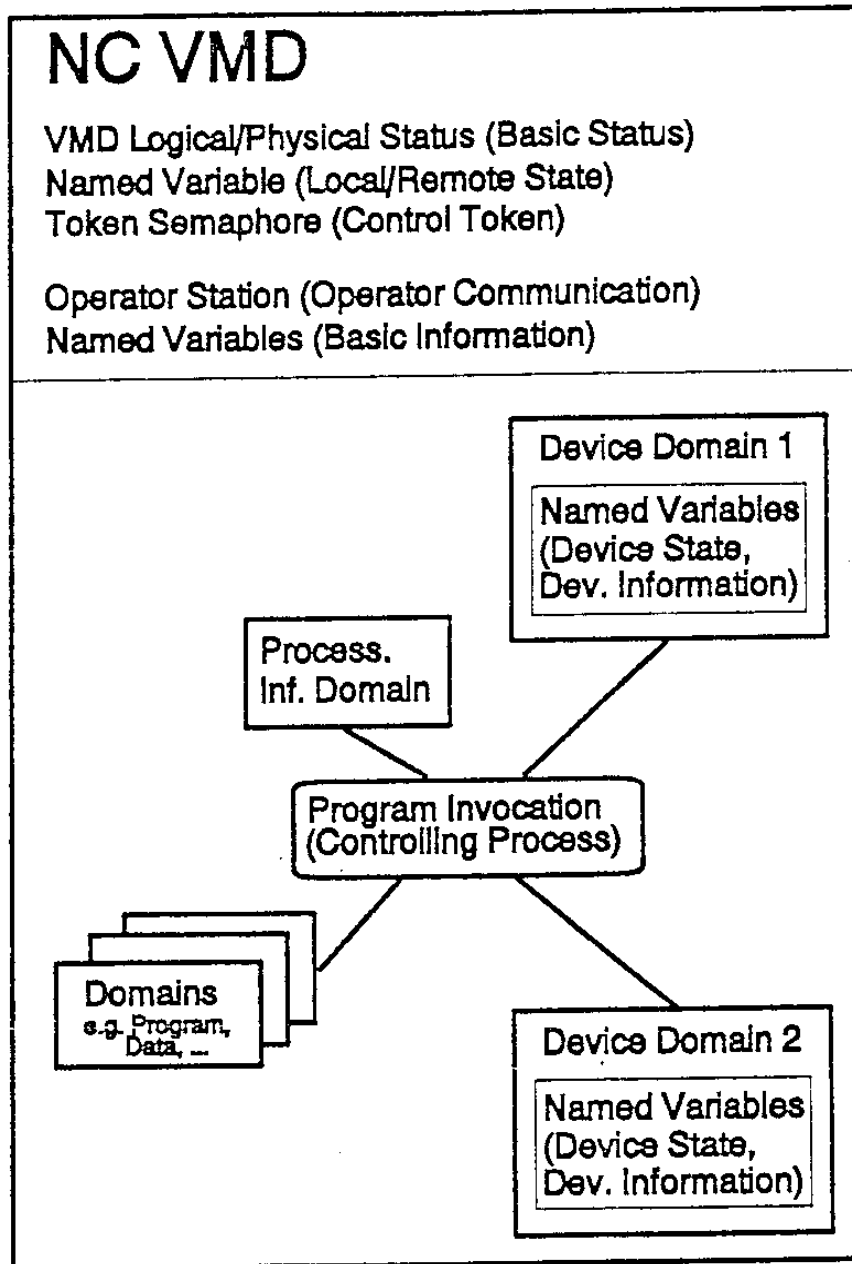 NC VMD
VMD Logical/Physical Status (Basic Status)
Named Variable (Local/Remote State)
Token Semaphore (Control Token)
Operator Station (Operator Communication)
Named Variables (Basic Information)
Device Domain 1
Named Variables
(Device State,
Dev. Information)
Process.
Inf. Domain
Program Invocation
(Controlling Process)
Domains
e.g. Program,
Data, ...
Device Domain 2
Named Variables
(Device State,
Dev. Information)